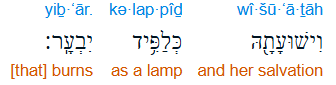 yiḇ·‘ār. kə·lap·pîḏ wî·šū·‘ā·ṯāh
וִישׁוּעָתָ֖הּ כְּלַפִּ֥יד יִבְעָֽר׃
[that] burns as a lamp and her salvation